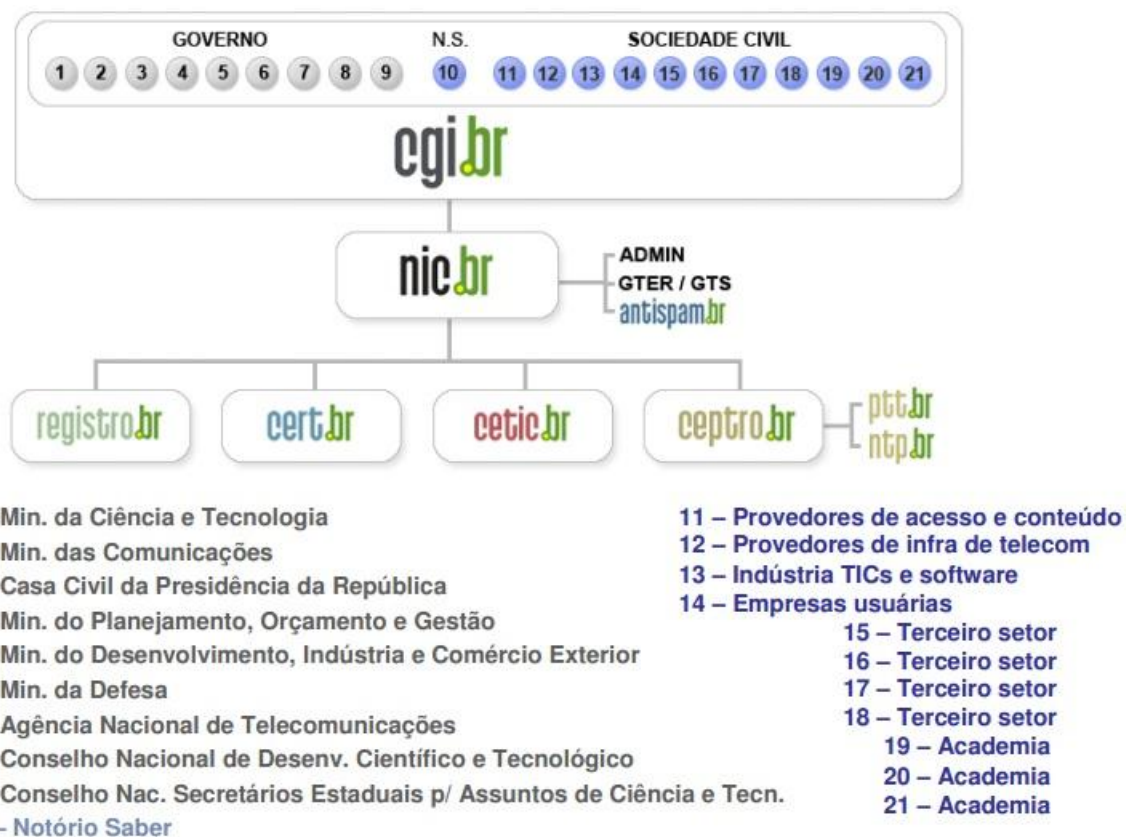 GOVERNO N.S. SOCIEDADE CIVIL
1 2 3 4 5 6 7 8 9 10 11 12 13 14 15 16 17 18 19 20 21
cgi.br
nic.br
ADMIN
GTER / GTS
antispam.br
registro.br cert.br cetic.br ceptro.br
ptt.br
ntp.br
Min. da Ciência e Tecnologia
Min. das Comunicações
Casa Civil da Presidência da República
Min. do Planejamento, Orçamento e Gestão
Min. do Desenvolvimento, Indústria e Comércio Exterior
Min. da Defesa
Agência Nacional de Telecomunicações
Conselho Nacional de Desenv. Científico e Tecnológico
Conselho Nac. Secretários Estaduais p/ Assuntos de Ciência e Tecn.
- Notório Saber
11 – Provedores de acesso e conteúdo
12 – Provedores de infra de telecom
13 – Indústria TICs e software
14 – Empresas usuárias
15 – Terceiro setor
16 – Terceiro setor
17 – Terceiro setor
18 – Terceiro setor
19 – Academia
20 – Academia
21 – Academia